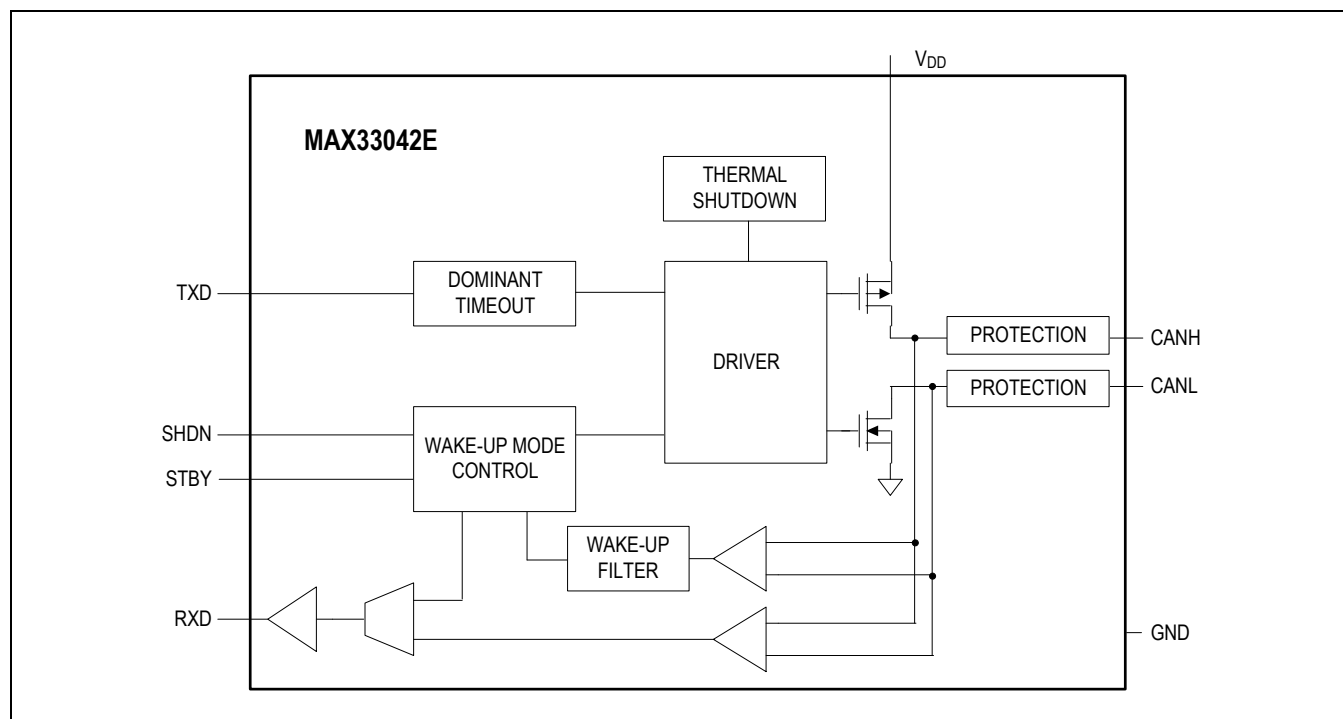 VDD
MAX33042E
THERMAL
SHUTDOWN
TXD
DOMINANT
TIMEOUT
DRIVER
PROTECTION
CANH
PROTECTION
CANL
SHDN
STBY
WAKE-UP MODE
CONTROL
WAKE-UP
FILTER
RXD
GND